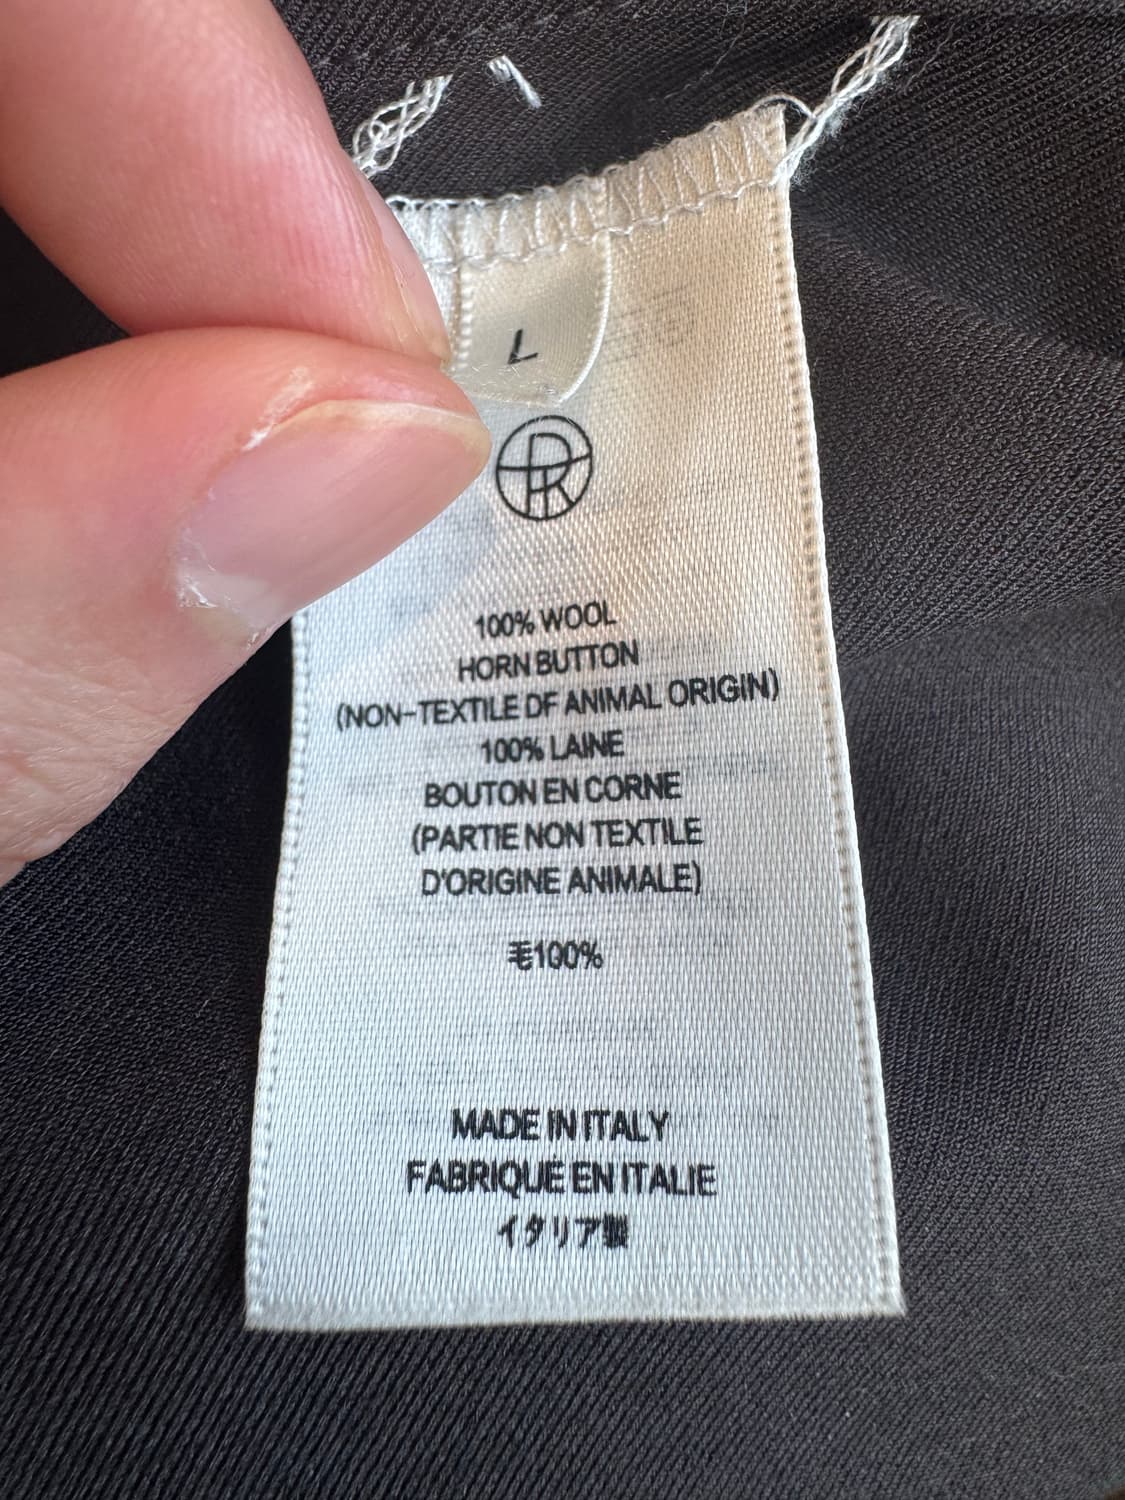 L
100% WOOL
HORN BUTTON
(NON-TEXTILE OF ANIMAL ORIGIN)
100% LAINE
BOUTON EN CORNE
(PARTIE NON TEXTILE
D'ORIGINE ANIMALE)
毛100%
MADE IN ITALY
FABRIQUÉ EN ITALIE
イタリア製